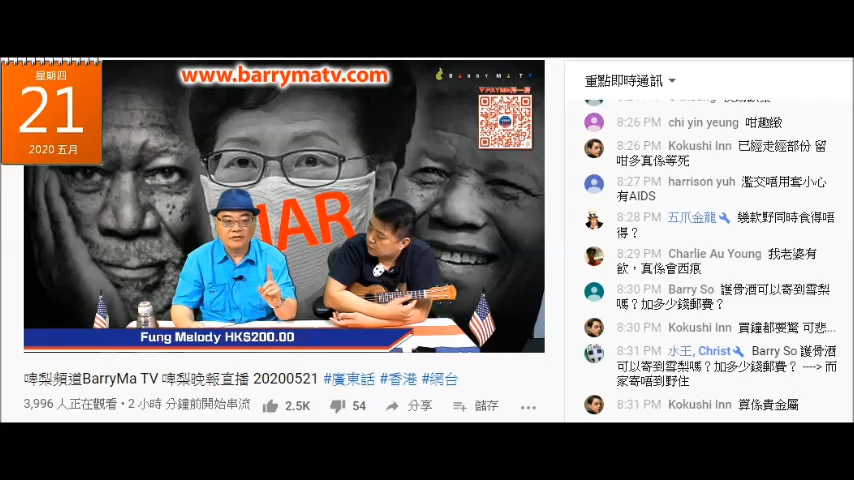 星期四
21
2020 五月
www.barrymatv.com
BARRYMATV
LIAR
Fung Melody HK$200.00
啤梨頻道BarryMa TV 啤梨晚報直播 20200521 #廣東話 #香港 #網台
3,996 人正在觀看 • 2 小時 分鐘前開始串流
2.5K
54
分享
儲存
重點即時通訊
8:26 PM chi yin yeung 咁趣緻
8:26 PM Kokushi Inn 已經走經部份 留
咁多真係等死
8:27 PM harrison yuh 濫交唔用套小心
有AIDS
8:28 PM 五爪金龍 幾款野同時食得唔
得？
8:29 PM Charlie Au Young 我老婆有
飲，真係會西痕
8:30 PM Barry So 護骨酒可以寄到雪梨
嗎？加多少錢郵費？
8:30 PM Kokushi Inn 買鐘都要驚 可悲...
8:31 PM 水王, Christ Barry So 護骨酒
可以寄到雪梨嗎？加多少錢郵費？ ----> 而
家寄唔到野住
8:31 PM Kokushi Inn 算係貴金屬